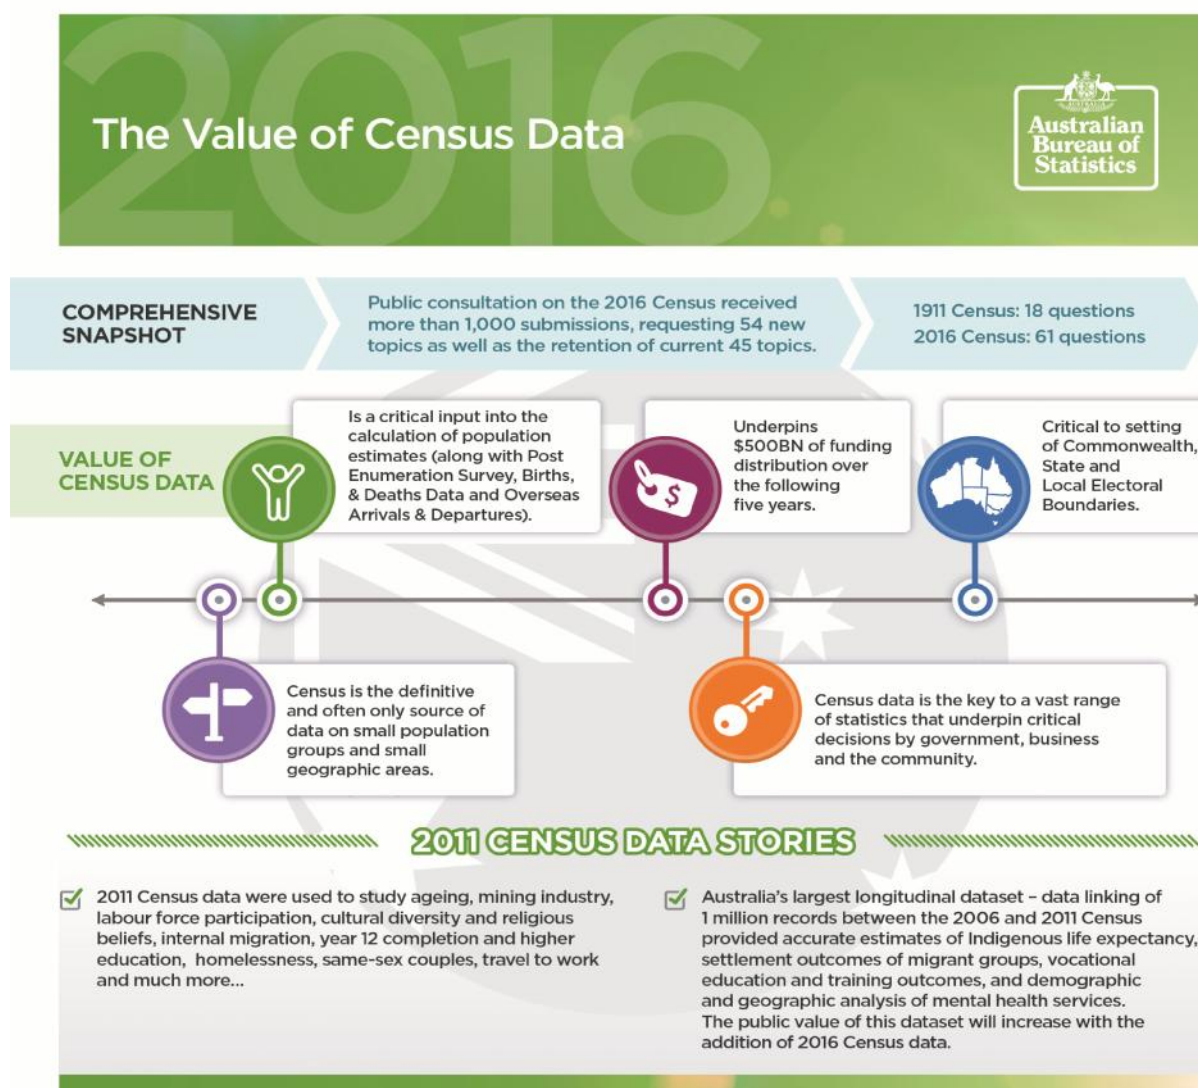 2016
The Value of Census Data
AUSTRALIA
Australian
Bureau of
Statistics
COMPREHENSIVE
SNAPSHOT
Public consultation on the 2016 Census received
more than 1,000 submissions, requesting 54 new
topics as well as the retention of current 45 topics.
1911 Census: 18 questions
2016 Census: 61 questions
VALUE OF
CENSUS DATA
Is a critical input into the
calculation of population
estimates (along with Post
Enumeration Survey, Births,
& Deaths Data and Overseas
Arrivals & Departures).
$
Underpins
$500BN of funding
distribution over
the following
five years.
Critical to setting
of Commonwealth,
State and
Local Electoral
Boundaries.
Census is the definitive
and often only source of
data on small population
groups and small
geographic areas.
Census data is the key to a vast range
of statistics that underpin critical
decisions by government, business
and the community.
2011 CENSUS DATA STORIES
2011 Census data were used to study ageing, mining industry,
labour force participation, cultural diversity and religious
beliefs, internal migration, year 12 completion and higher
education, homelessness, same-sex couples, travel to work
and much more...
Australia's largest longitudinal dataset – data linking of
1 million records between the 2006 and 2011 Census
provided accurate estimates of Indigenous life expectancy,
settlement outcomes of migrant groups, vocational
education and training outcomes, and demographic
and geographic analysis of mental health services.
The public value of this dataset will increase with the
addition of 2016 Census data.